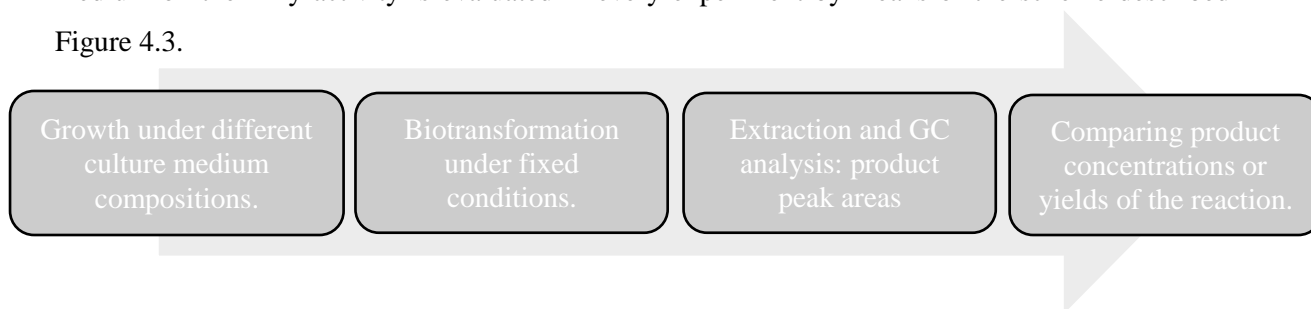 Figure 4.3.
Growth under different
culture medium
compositions.
Biotransformation
under fixed
conditions.
Extraction and GC
analysis: product
peak areas
Comparing product
concentrations or
yields of the reaction.